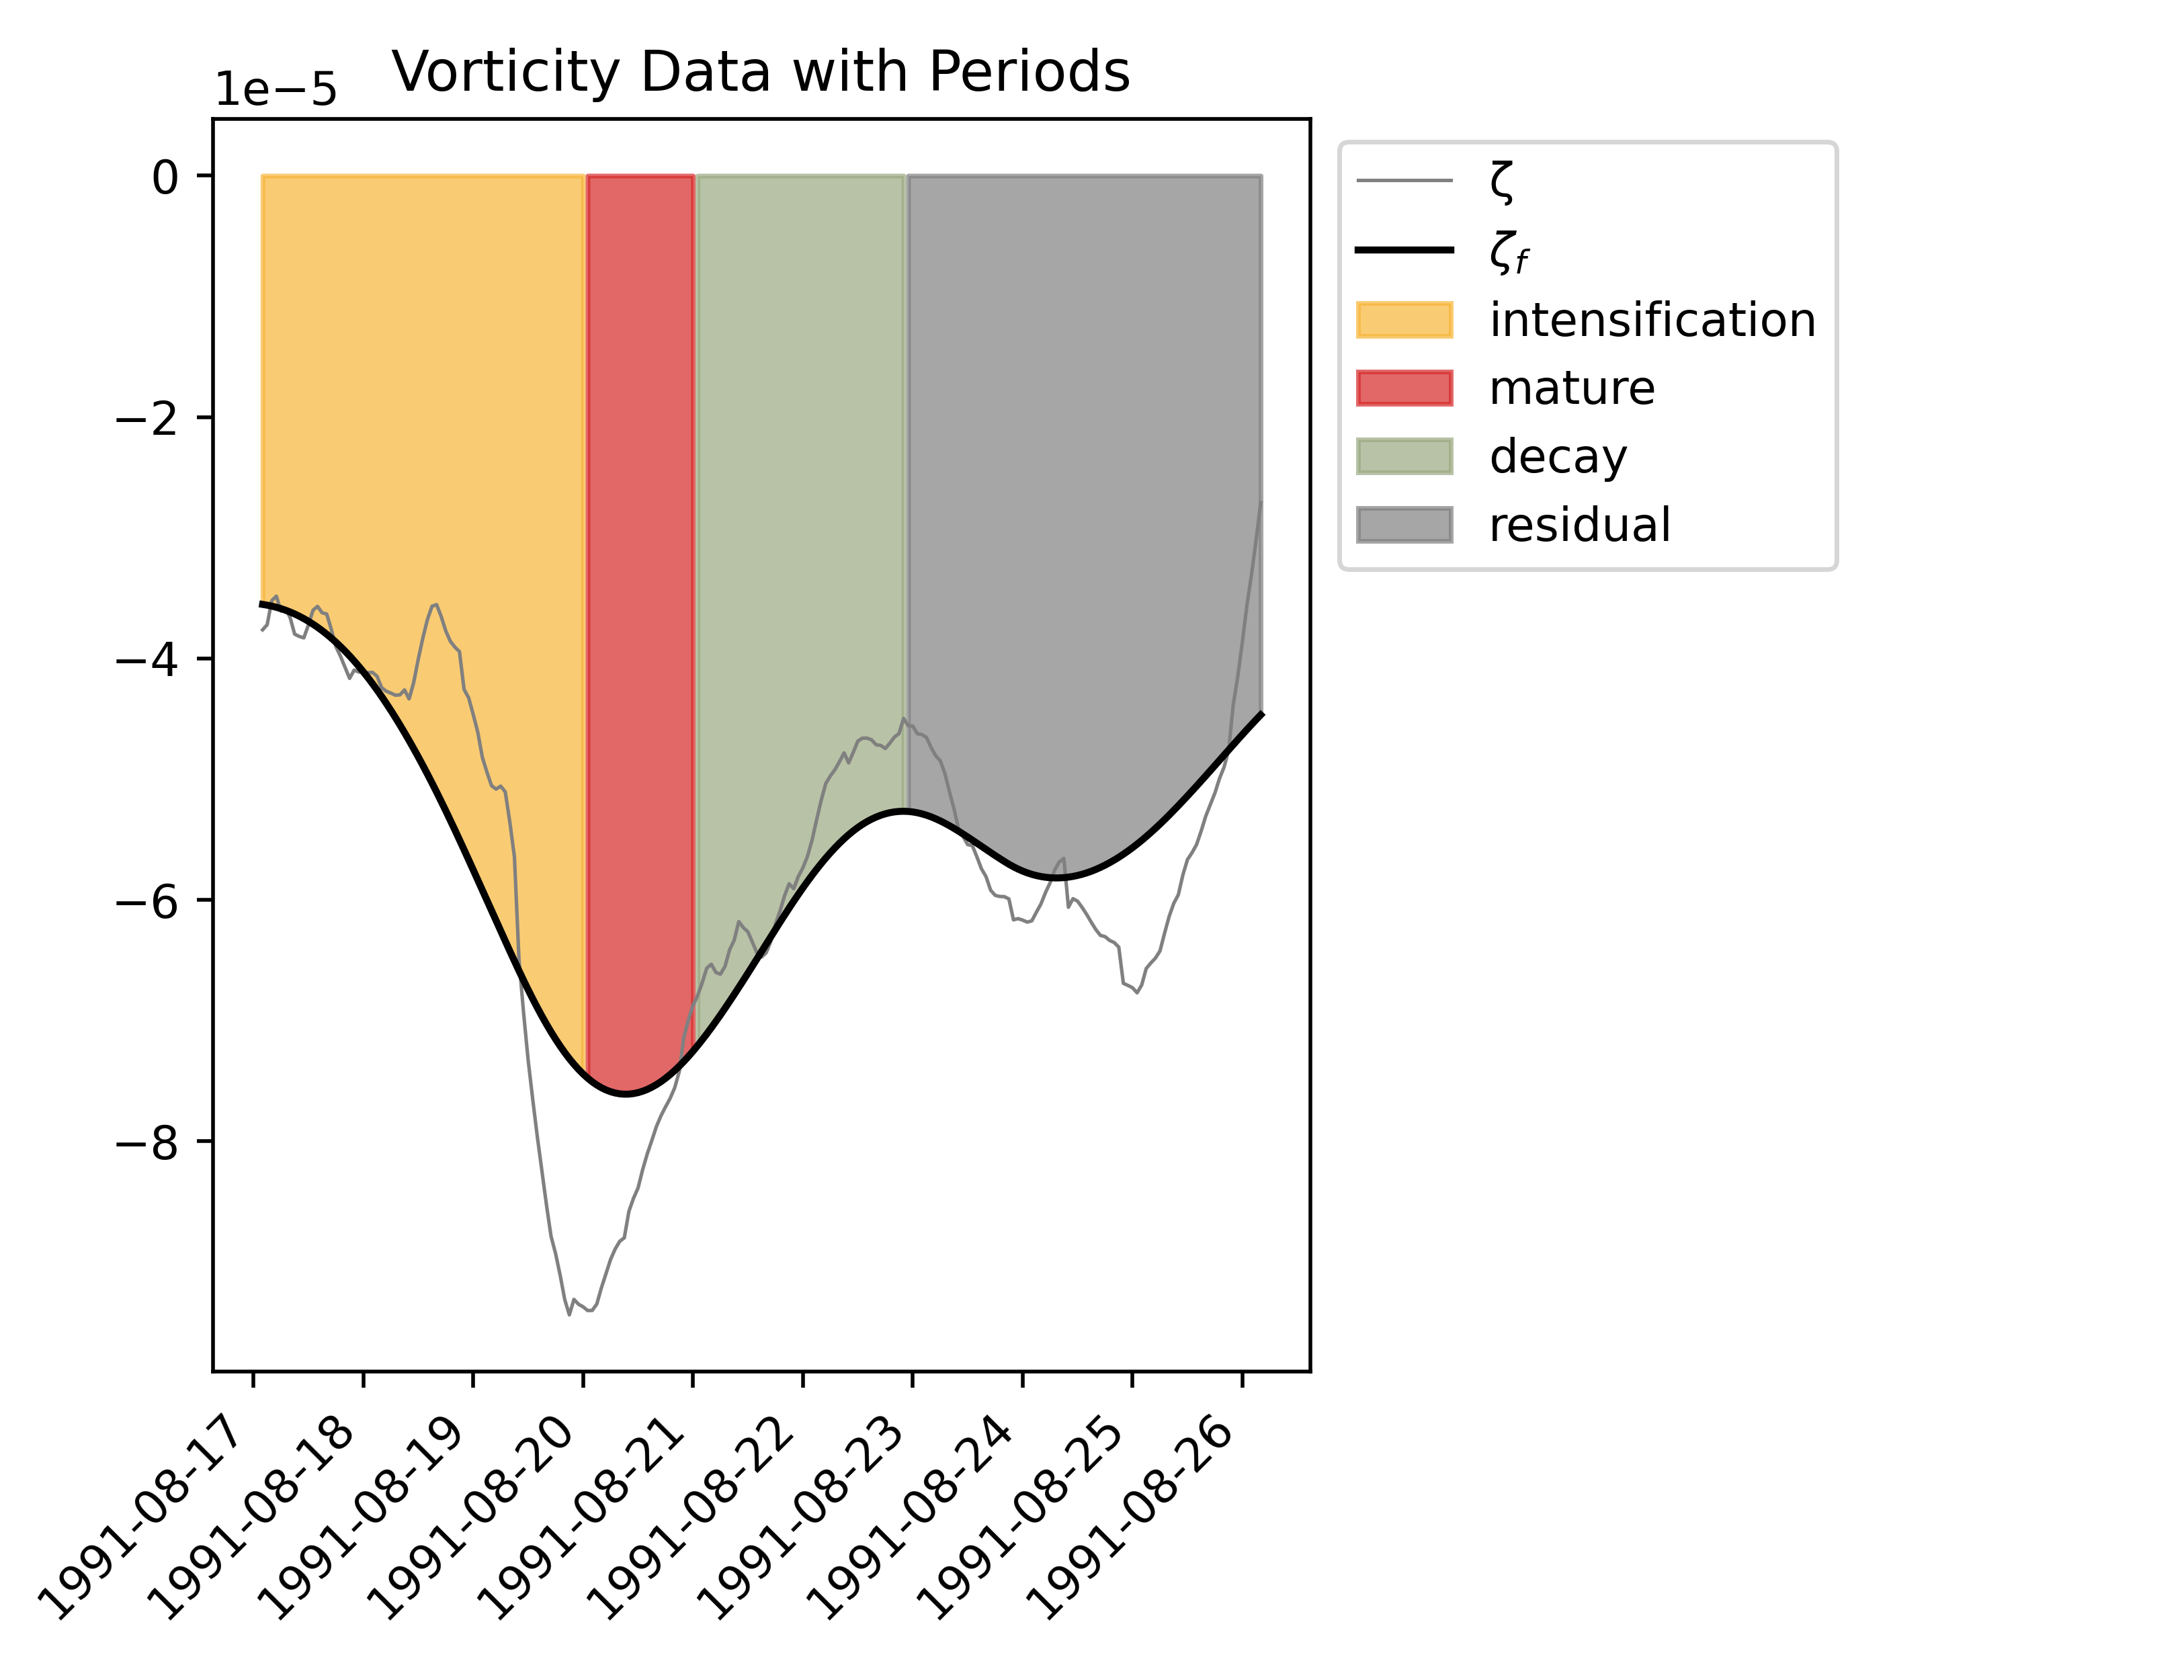 Vorticity Data with Periods
1e−5
0
−2
−4
−6
−8
1991-08-17
1991-08-18
1991-08-19
1991-08-20
1991-08-21
1991-08-22
1991-08-23
1991-08-24
1991-08-25
1991-08-26
ζ
ζf
intensification
mature
decay
residual